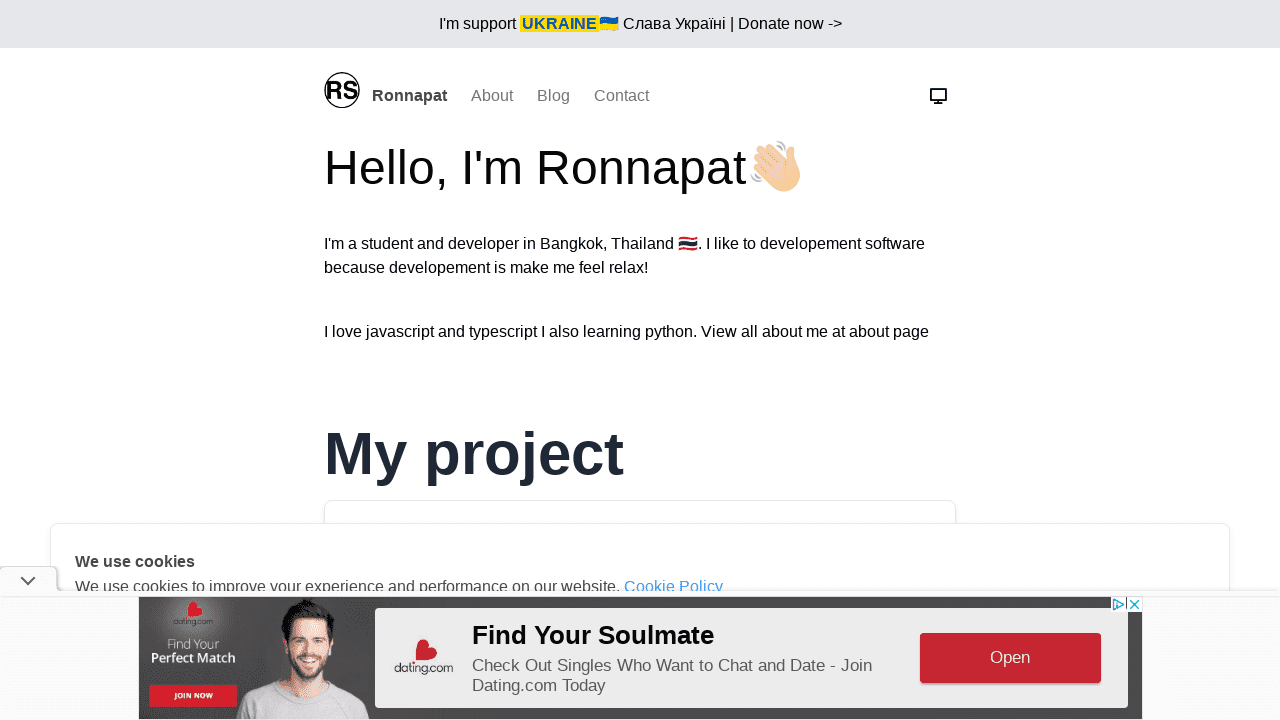 I'm support UKRAINE🇺🇦 Слава Україні | Donate now ->
RS Ronnapat About Blog Contact
Hello, I'm Ronnapat👋🏼
I'm a student and developer in Bangkok, Thailand 🇹🇭. I like to developement software
because developement is make me feel relax!
I love javascript and typescript I also learning python. View all about me at about page
My project
We use cookies
We use cookies to improve your experience and performance on our website. Cookie Policy
dating.com
Find Your
Perfect Match
JOIN NOW
dating.com
Find Your Soulmate
Check Out Singles Who Want to Chat and Date - Join
Dating.com Today
Open